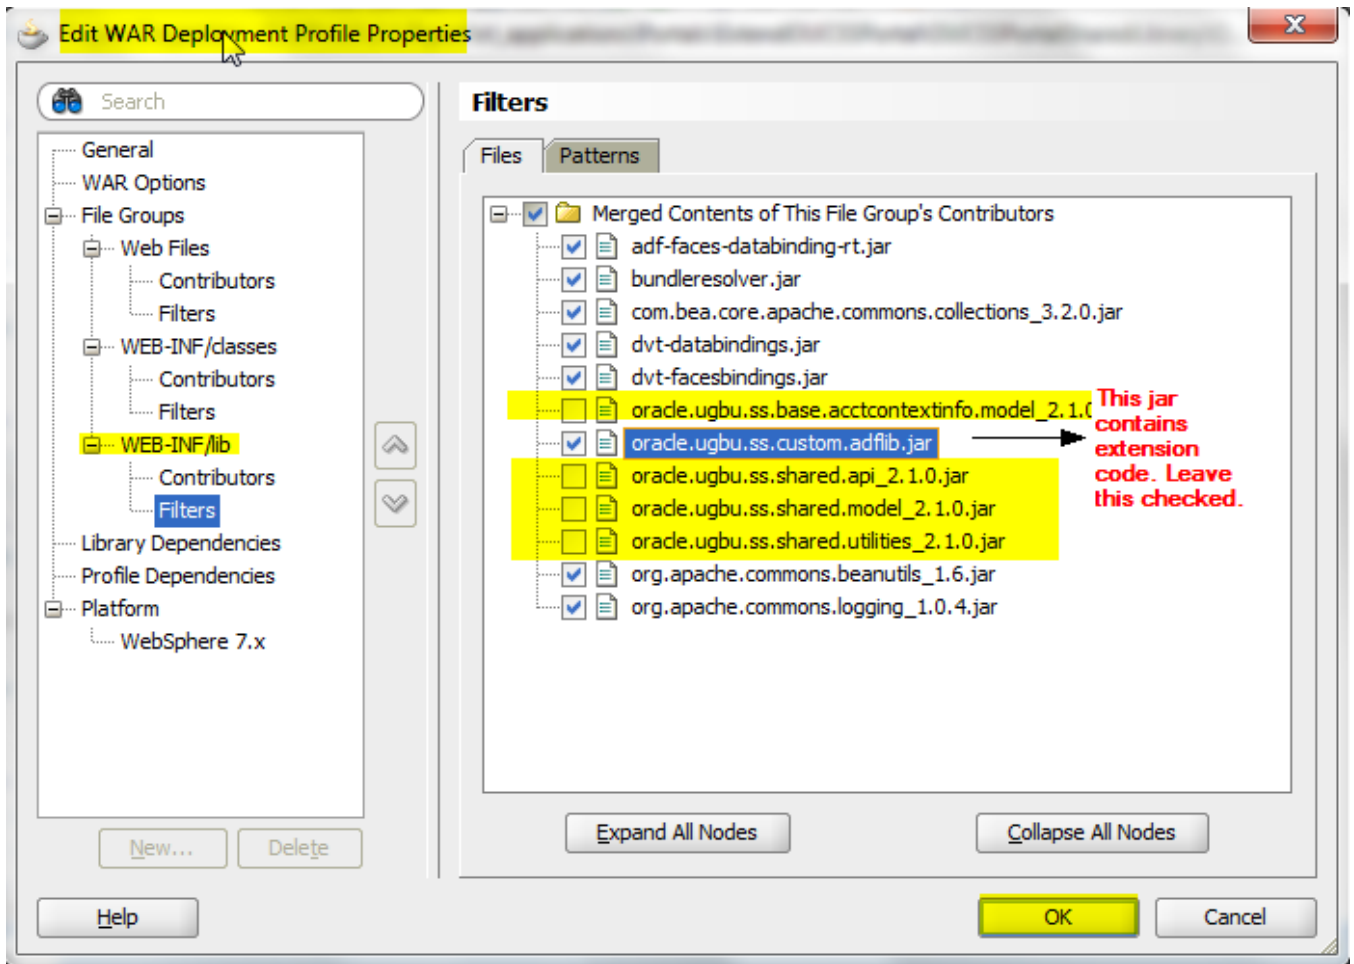 Edit WAR Deployment Profile Properties
Search
General
WAR Options
File Groups
Web Files
Contributors
Filters
WEB-INF/classes
Contributors
Filters
WEB-INF/lib
Contributors
Filters
Library Dependencies
Profile Dependencies
Platform
WebSphere 7.x
New...
Delete
Filters
Files
Patterns
Merged Contents of This File Group's Contributors
adf-faces-databinding-rt.jar
bundleresolver.jar
com.bea.core.apache.commons.collections_3.2.0.jar
dvt-databindings.jar
dvt-facesbindings.jar
oracle.ugbu.ss.base.acctcontextinfo.model_2.1.0
oracle.ugbu.ss.custom.adflib.jar
oracle.ugbu.ss.shared.api_2.1.0.jar
oracle.ugbu.ss.shared.model_2.1.0.jar
oracle.ugbu.ss.shared.utilities_2.1.0.jar
org.apache.commons.beanutils_1.6.jar
org.apache.commons.logging_1.0.4.jar
This jar
contains
extension
code. Leave
this checked.
Expand All Nodes
Collapse All Nodes
Help
OK
Cancel